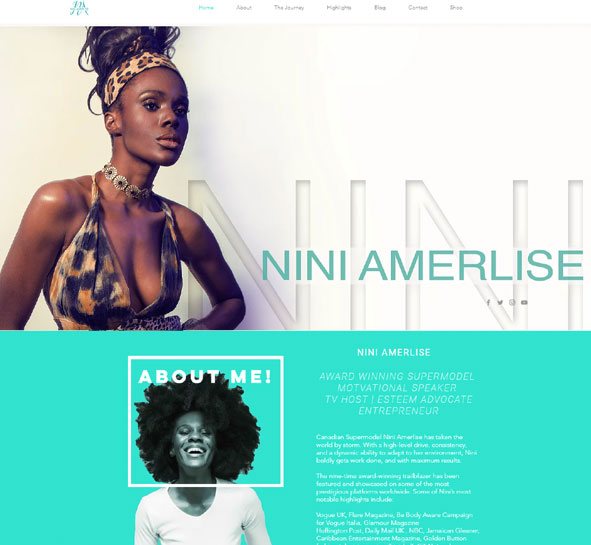 Home About The Journey Highlights Blog Contact Shop
NINI
NINI AMERLISE
ABOUT ME!
NINI AMERLISE
AWARD WINNING SUPERMODEL
MOTVATIONAL SPEAKER
TV HOST | ESTEEM ADVOCATE
ENTREPRENEUR
Canadian Supermodel Nini Amerlise has taken the
world by storm. With a high-level drive, consistency,
and a dynamic ability to adapt to her environment, Nini
boldly gets work done, and with maximum results.
The nine-time award-winning trailblazer has been
featured and showcased on some of the most
prestigious platforms worldwide. Some of Nini's most
notable highlights include:
Vogue UK, Flare Magazine, Be Body Aware Campaign
for Vogue Italia, Glamour Magazine
Huffington Post, Daily Mail UK , NBC, Jamaican Gleaner,
Caribbean Entertainment Magazine, Golden Button